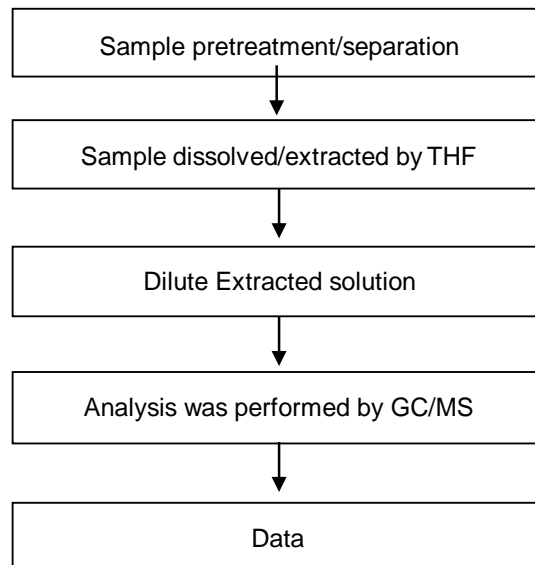 Sample pretreatment/separation
Sample dissolved/extracted by THF
Dilute Extracted solution
Analysis was performed by GC/MS
Data